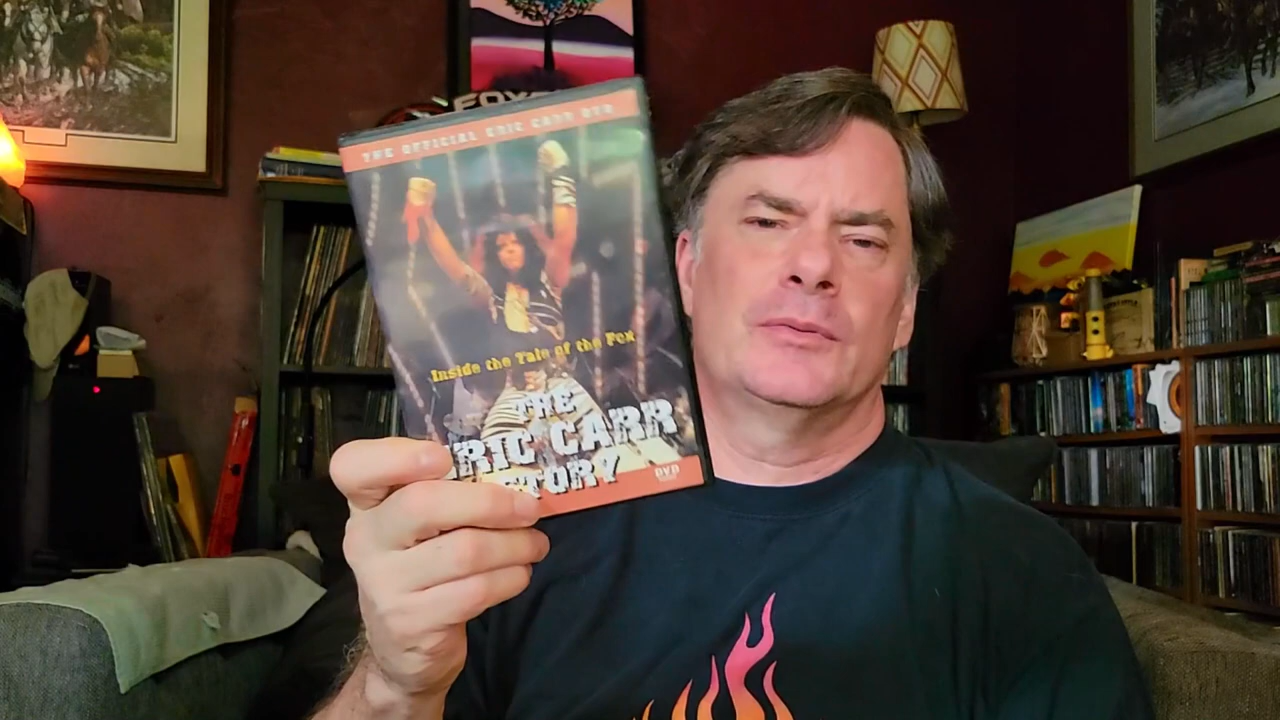 THE OFFICIAL ERIC CARR DVD
Inside the Tale of the Fox
THE
ERIC CARR
STORY
DVD